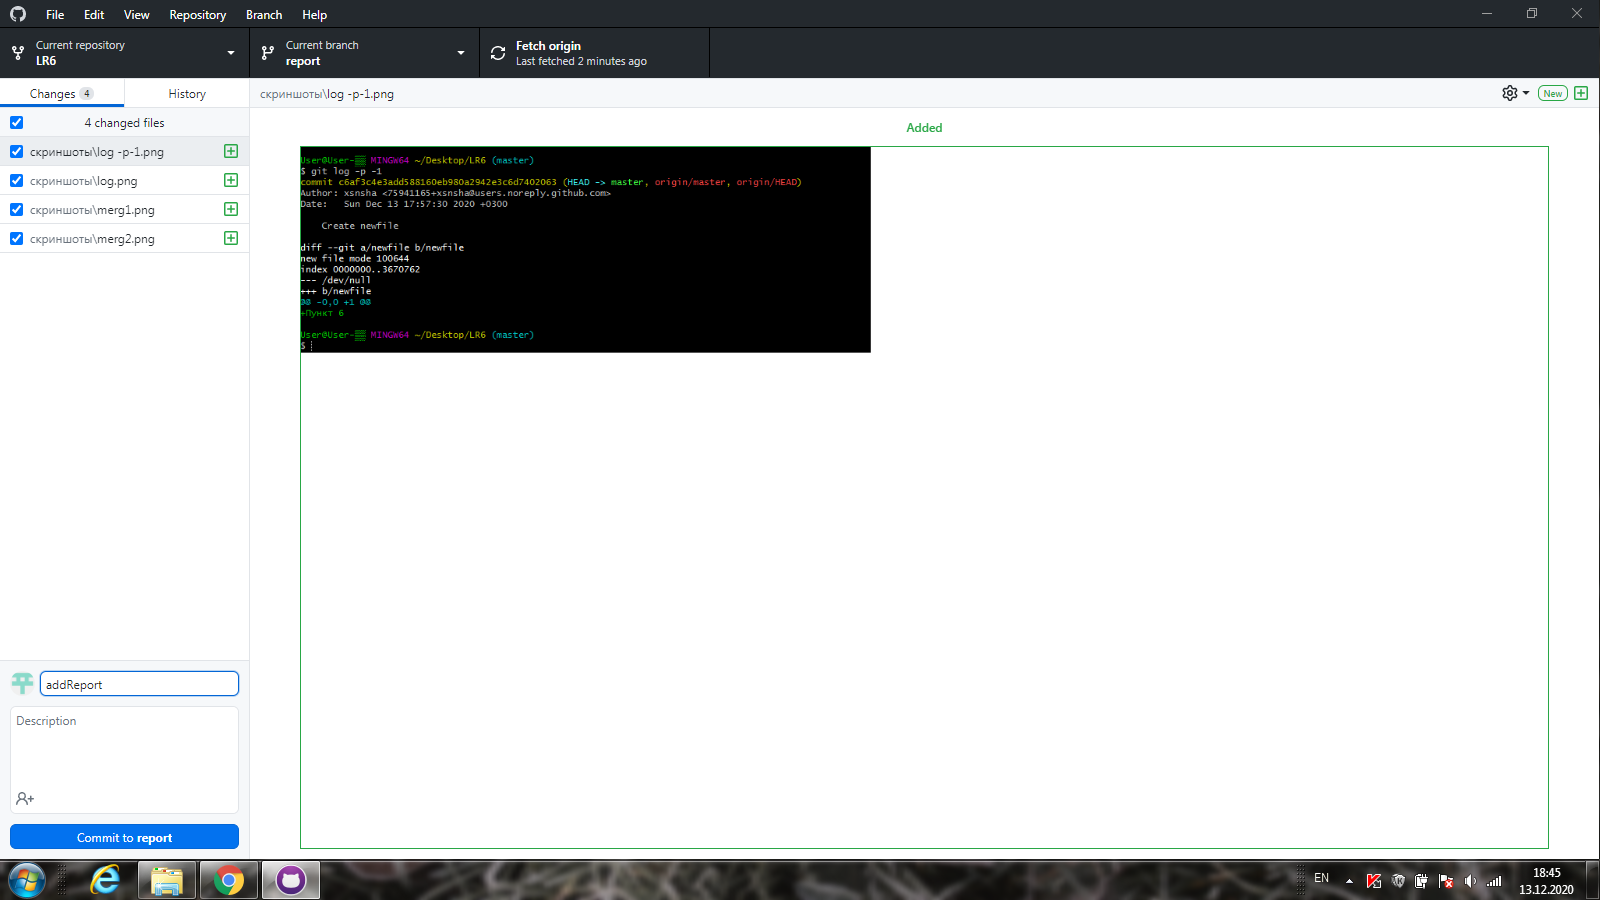 File Edit View Repository Branch Help
Current repository
LR6
Current branch
report
Fetch origin
Last fetched 2 minutes ago
Changes 4
History
скриншоты\log -p-1.png
New
4 changed files
скриншоты\log -p-1.png
скриншоты\log.png
скриншоты\merg1.png
скриншоты\merg2.png
Added
User@User- MINGW64 ~/Desktop/LR6 (master)
$ git log -p -1
commit c6af3c4e3add588160eb980a2942e3c6d7402063 (HEAD -> master, origin/master, origin/HEAD)
Author: xsnsha <75941165+xsnsha@users.noreply.github.com>
Date:   Sun Dec 13 17:57:30 2020 +0300
Create newfile
diff --git a/newfile b/newfile
new file mode 100644
index 0000000..3670762
--- /dev/null
+++ b/newfile
@@ -0,0 +1 @@
+Пункт 6
User@User- MINGW64 ~/Desktop/LR6 (master)
$
addReport
Description
Commit to report
EN
18:45
13.12.2020